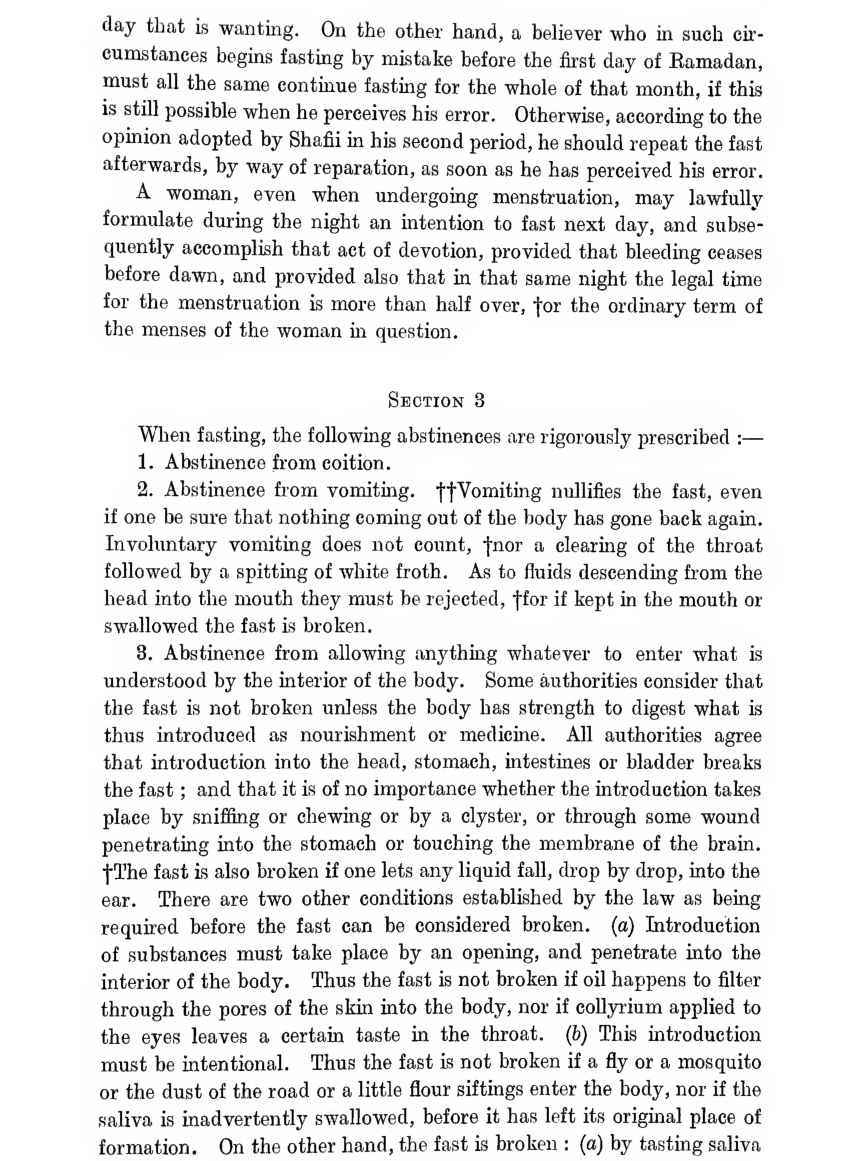 day that is wanting. On the other hand, a believer who in such cir-
cumstances begins fasting by mistake before the first day of Ramadan,
must all the same continue fasting for the whole of that month, if this
is still possible when he perceives his error. Otherwise, according to the
opinion adopted by Shafii in his second period, he should repeat the fast
afterwards, by way of reparation, as soon as he has perceived his error.
A woman, even when undergoing menstruation, may lawfully
formulate during the night an intention to fast next day, and subse-
quently accomplish that act of devotion, provided that bleeding ceases
before dawn, and provided also that in that same night the legal time
for the menstruation is more than half over, †or the ordinary term of
the menses of the woman in question.
SECTION 3
When fasting, the following abstinences are rigorously prescribed :—
1. Abstinence from coition.
2. Abstinence from vomiting. ††Vomiting nullifies the fast, even
if one be sure that nothing coming out of the body has gone back again.
Involuntary vomiting does not count, †nor a clearing of the throat
followed by a spitting of white froth. As to fluids descending from the
head into the mouth they must be rejected, †for if kept in the mouth or
swallowed the fast is broken.
3. Abstinence from allowing anything whatever to enter what is
understood by the interior of the body. Some authorities consider that
the fast is not broken unless the body has strength to digest what is
thus introduced as nourishment or medicine. All authorities agree
that introduction into the head, stomach, intestines or bladder breaks
the fast ; and that it is of no importance whether the introduction takes
place by sniffing or chewing or by a clyster, or through some wound
penetrating into the stomach or touching the membrane of the brain.
†The fast is also broken if one lets any liquid fall, drop by drop, into the
ear. There are two other conditions established by the law as being
required before the fast can be considered broken. (a) Introduction
of substances must take place by an opening, and penetrate into the
interior of the body. Thus the fast is not broken if oil happens to filter
through the pores of the skin into the body, nor if collyrium applied to
the eyes leaves a certain taste in the throat. (b) This introduction
must be intentional. Thus the fast is not broken if a fly or a mosquito
or the dust of the road or a little flour siftings enter the body, nor if the
saliva is inadvertently swallowed, before it has left its original place of
formation. On the other hand, the fast is broken : (a) by tasting saliva